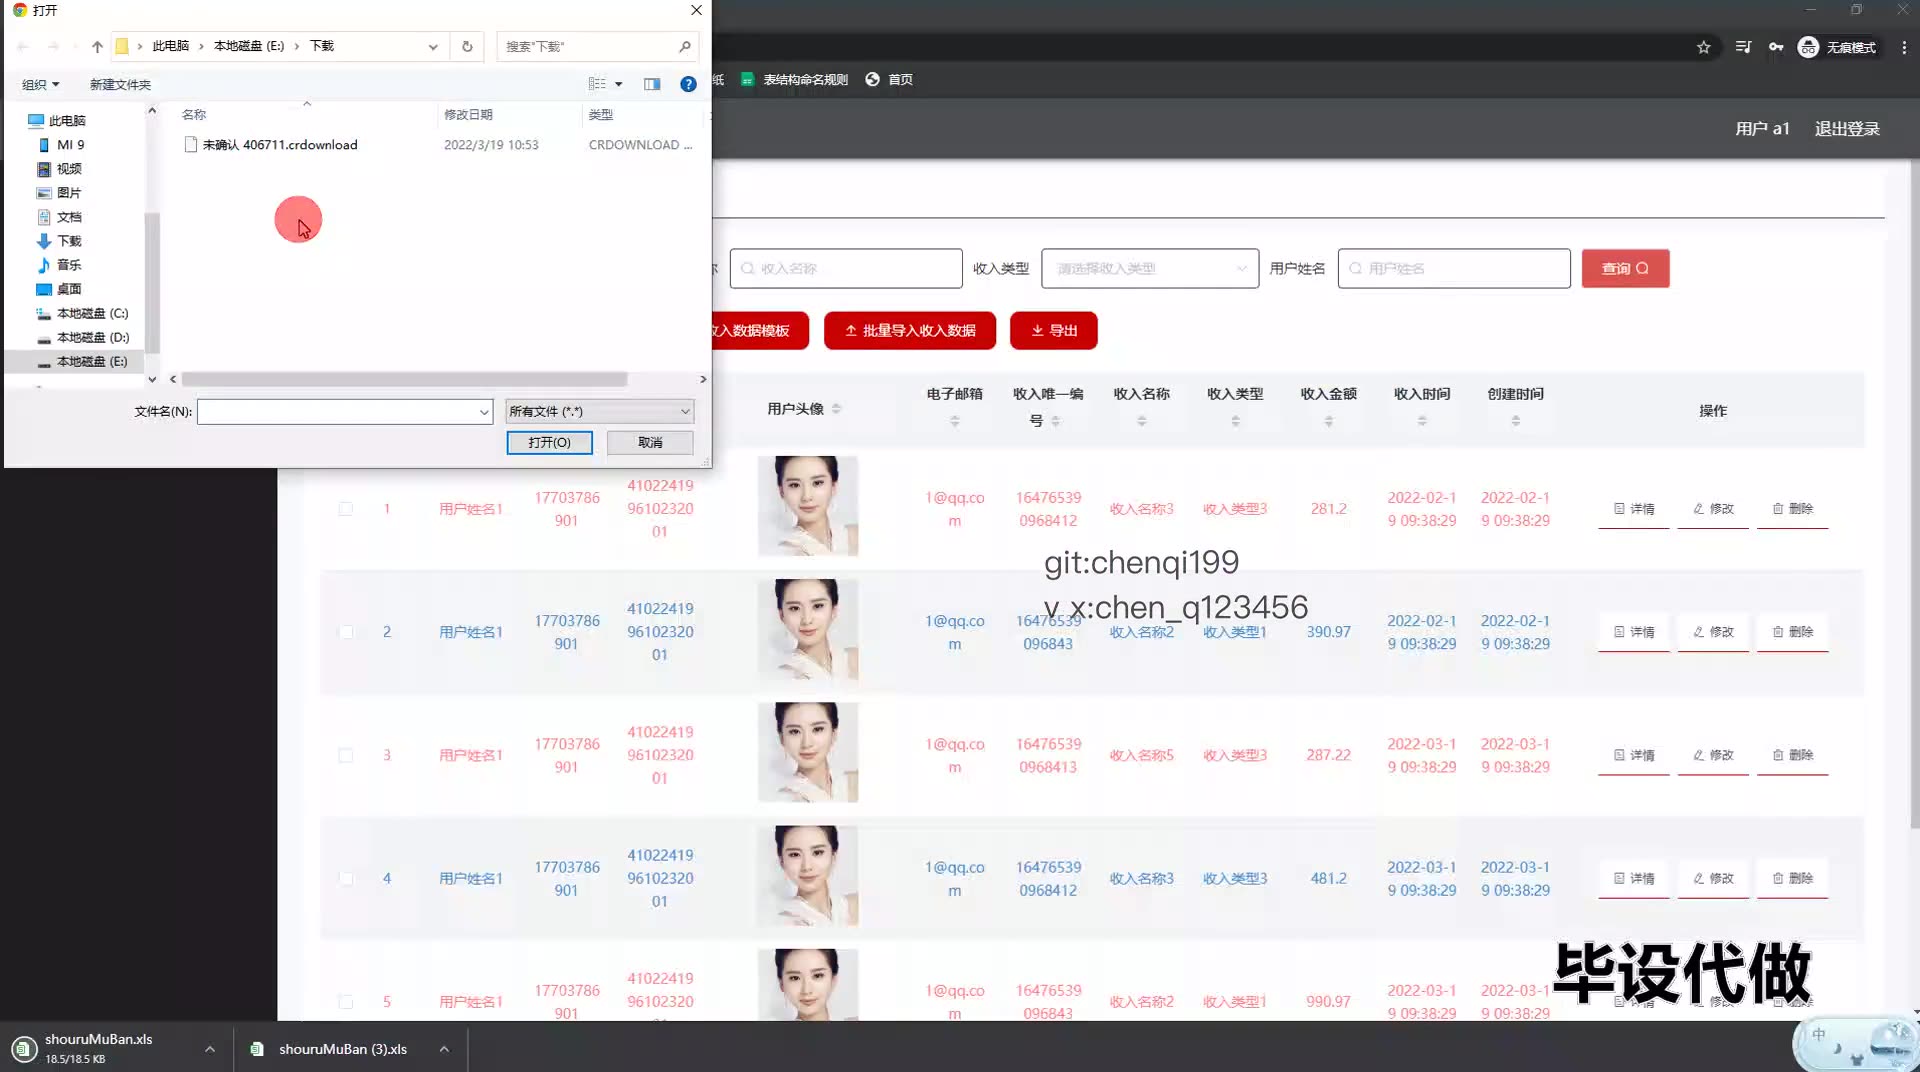 打开
此电脑 › 本地磁盘 (E:) › 下载
搜索"下载"
无痕模式
组织
新建文件夹
纸
表结构命名规则
首页
用户 a1
退出登录
此电脑
MI 9
视频
图片
文档
下载
音乐
桌面
本地磁盘 (C:)
本地磁盘 (D:)
本地磁盘 (E:)
名称 修改日期 类型
未确认 406711.crdownload 2022/3/19 10:53 CRDOWNLOAD ...
文件名(N):
所有文件 (*.*)
打开(O)
取消
收入名称
收入类型
请选择收入类型
用户姓名
用户姓名
查询
入数据模板
批量导入收入数据
导出
用户头像 电子邮箱 收入唯一编号 收入名称 收入类型 收入金额 收入时间 创建时间 操作
1 用户姓名1 17703786901 410224199610232001 1@qq.com 164765390968412 收入名称3 收入类型3 281.2 2022-02-19 09:38:29 2022-02-19 09:38:29 详情 修改 删除
git:chenqi199
v x:chen_q123456
2 用户姓名1 17703786901 410224199610232001 1@qq.com 16476539096843 收入名称2 收入类型1 390.97 2022-02-19 09:38:29 2022-02-19 09:38:29 详情 修改 删除
3 用户姓名1 17703786901 410224199610232001 1@qq.com 164765390968413 收入名称5 收入类型3 287.22 2022-03-19 09:38:29 2022-03-19 09:38:29 详情 修改 删除
4 用户姓名1 17703786901 410224199610232001 1@qq.com 164765390968412 收入名称3 收入类型3 481.2 2022-03-19 09:38:29 2022-03-19 09:38:29 详情 修改 删除
5 用户姓名1 17703786901 4102241996102320 1@qq.com 16476539096843 收入名称2 收入类型1 990.97 2022-03-19 09:38:29 2022-03-19 09:38:29
毕设代做
shouruMuBan.xls
18.5/18.5 KB
shouruMuBan (3).xls
中